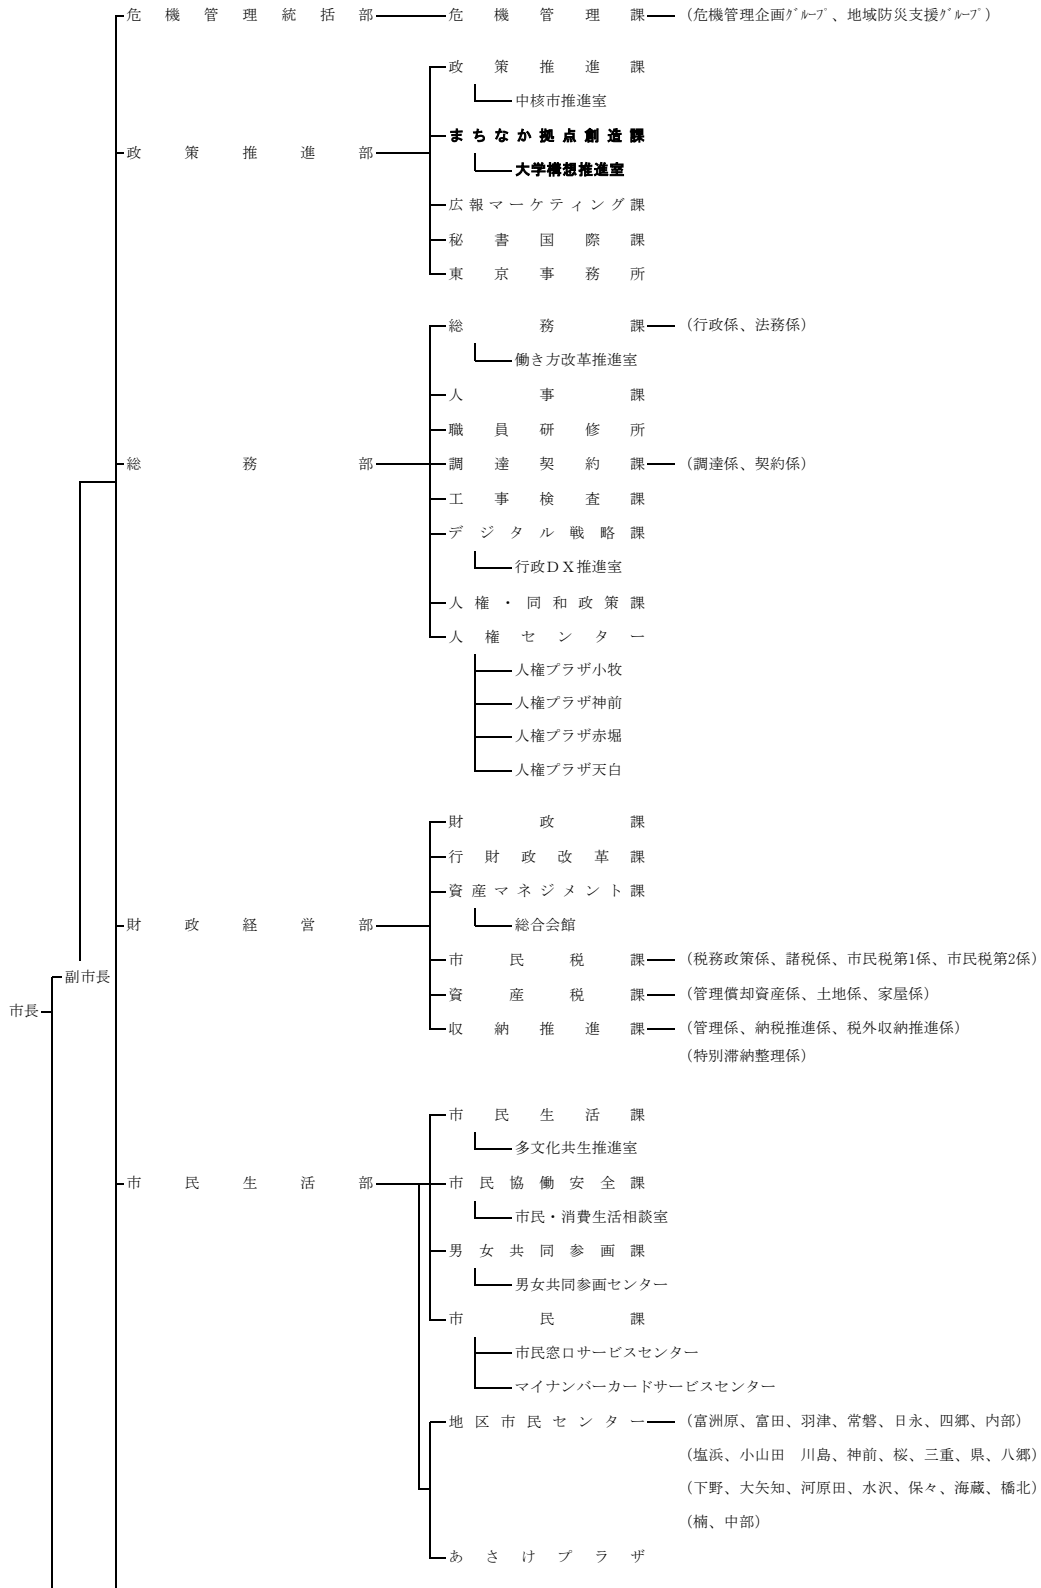 危機管理統括部 危機管理課 (危機管理企画ｸﾞﾙｰﾌﾟ、地域防災支援ｸﾞﾙｰﾌﾟ)
政策推進課
中核市推進室
まちなか拠点創造課
政策推進部
大学構想推進室
広報マーケティング課
秘書国際課
東京事務所
総務課 (行政係、法務係)
働き方改革推進室
人事課
職員研修所
総務部 調達契約課 (調達係、契約係)
工事検査課
デジタル戦略課
行政ＤＸ推進室
人権・同和政策課
人権センター
人権プラザ小牧
人権プラザ神前
人権プラザ赤堀
人権プラザ天白
財政課
行財政改革課
資産マネジメント課
財政経営部 総合会館
市民税課 (税務政策係、諸税係、市民税第1係、市民税第2係)
副市長
資産税課 (管理償却資産係、土地係、家屋係)
市長
収納推進課 (管理係、納税推進係、税外収納推進係)
(特別滞納整理係)
市民生活課
多文化共生推進室
市民生活部 市民協働安全課
市民・消費生活相談室
男女共同参画課
男女共同参画センター
市民課
市民窓口サービスセンター
マイナンバーカードサービスセンター
地区市民センター (富洲原、富田、羽津、常磐、日永、四郷、内部)
(塩浜、小山田　川島、神前、桜、三重、県、八郷)
(下野、大矢知、河原田、水沢、保々、海蔵、橋北)
(楠、中部)
あさけプラザ